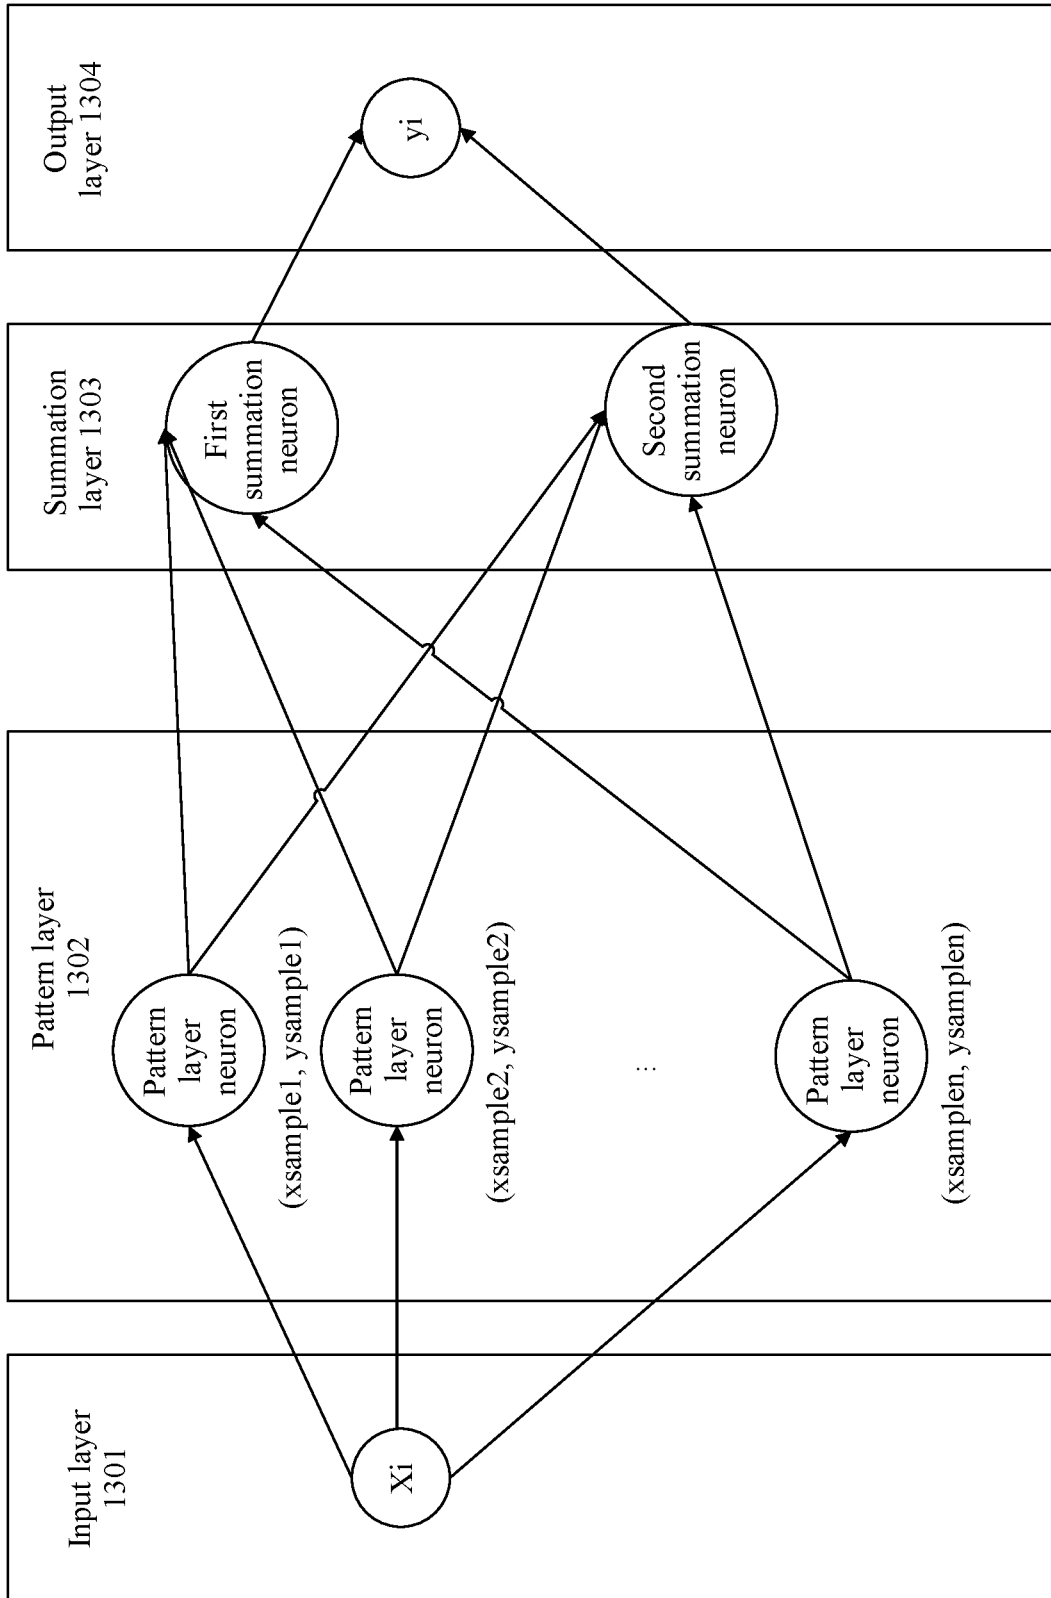 Input layer
1301
Xi
Pattern layer
1302
Pattern
layer
neuron
(xsample1, ysample1)
Pattern
layer
neuron
(xsample2, ysample2)
...
Pattern
layer
neuron
(xsamplen, ysamplen)
Summation
layer 1303
First
summation
neuron
Second
summation
neuron
Output
layer 1304
yi